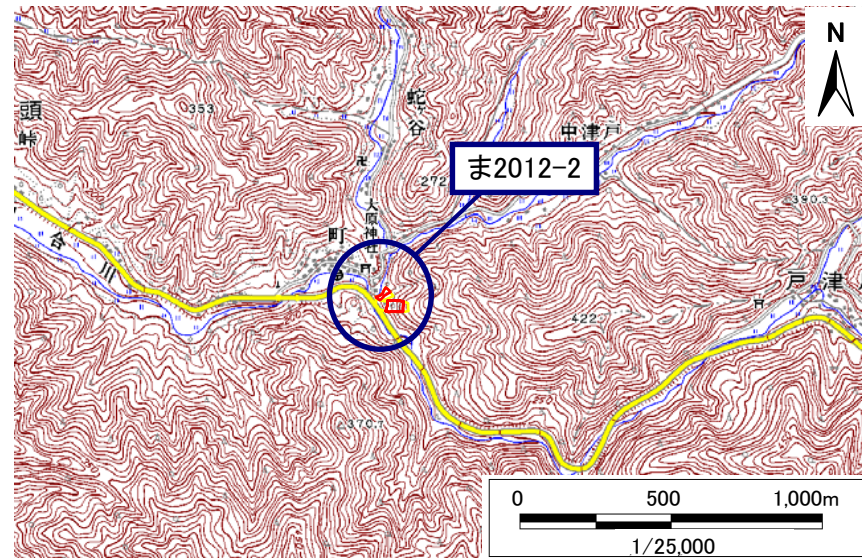 N
353
頭
峠
蛇谷
中津戸
272
ま2012-2
390.3
大原神社
町
戸津
422
谷川
370.7
0 500 1,000m
1/25,000